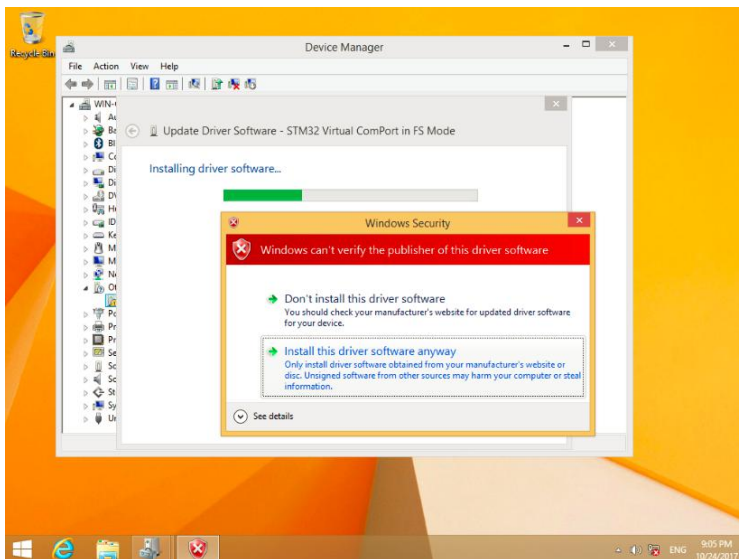 Recycle Bin
Device Manager
File Action View Help
WIN-
Update Driver Software - STM32 Virtual ComPort in FS Mode
Installing driver software...
Windows Security
Windows can't verify the publisher of this driver software
Don't install this driver software
You should check your manufacturer's website for updated driver software
for your device.
Install this driver software anyway
Only install driver software obtained from your manufacturer's website or
disc. Unsigned software from other sources may harm your computer or steal
information.
See details
ENG
9:05 PM
10/24/2017